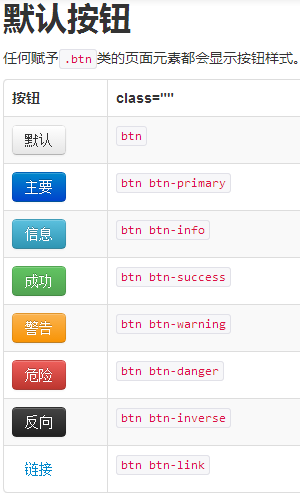 默认按钮
任何赋予 .btn 类的页面元素都会显示按钮样式。
按钮 class=""
默认 btn
主要 btn btn-primary
信息 btn btn-info
成功 btn btn-success
警告 btn btn-warning
危险 btn btn-danger
反向 btn btn-inverse
链接 btn btn-link